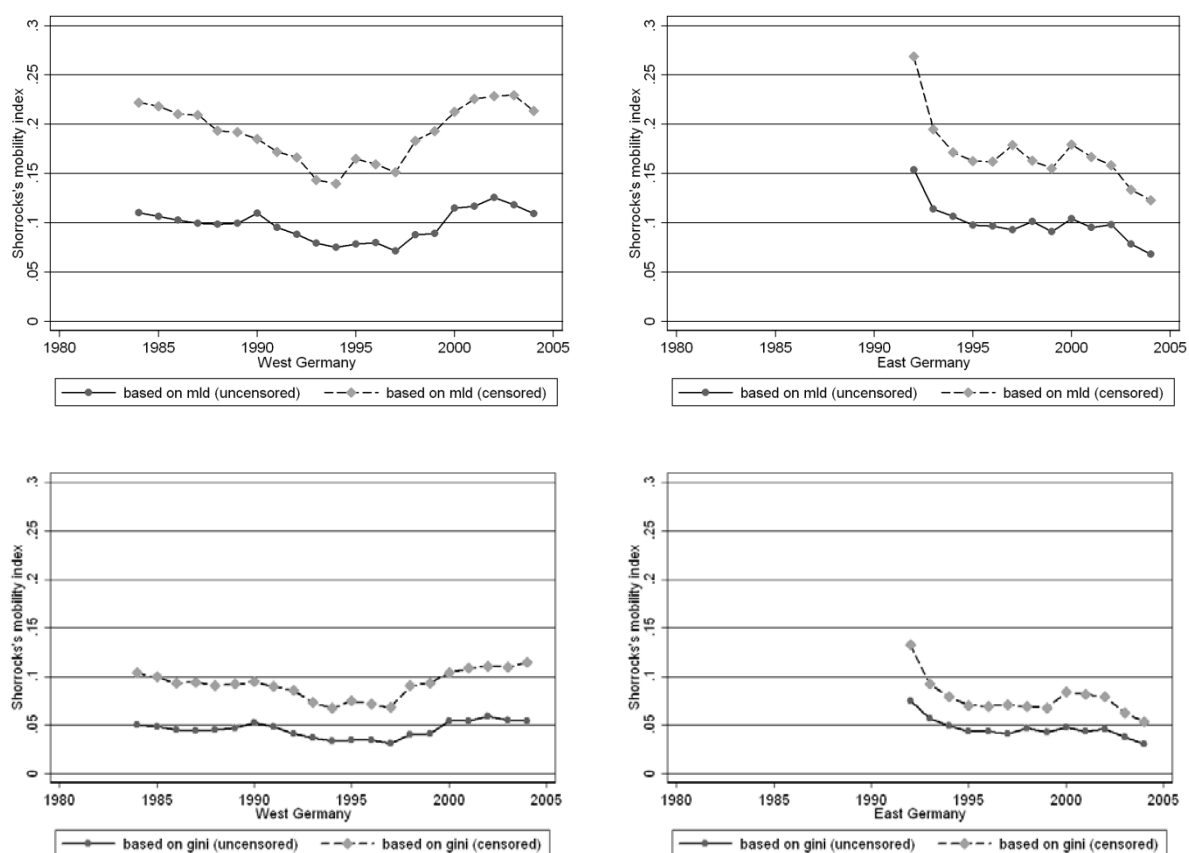 Shorrocks's mobility index
.3
.25
.2
.15
.1
.05
0
1980 1985 1990 1995 2000 2005
West Germany
based on mld (uncensored) based on mld (censored)
Shorrocks's mobility index
.3
.25
.2
.15
.1
.05
0
1980 1985 1990 1995 2000 2005
East Germany
based on mld (uncensored) based on mld (censored)
Shorrocks's mobility index
.3
.25
.2
.15
.1
.05
0
1980 1985 1990 1995 2000 2005
West Germany
based on gini (uncensored) based on gini (censored)
Shorrocks's mobility index
.3
.25
.2
.15
.1
.05
0
1980 1985 1990 1995 2000 2005
East Germany
based on gini (uncensored) based on gini (censored)